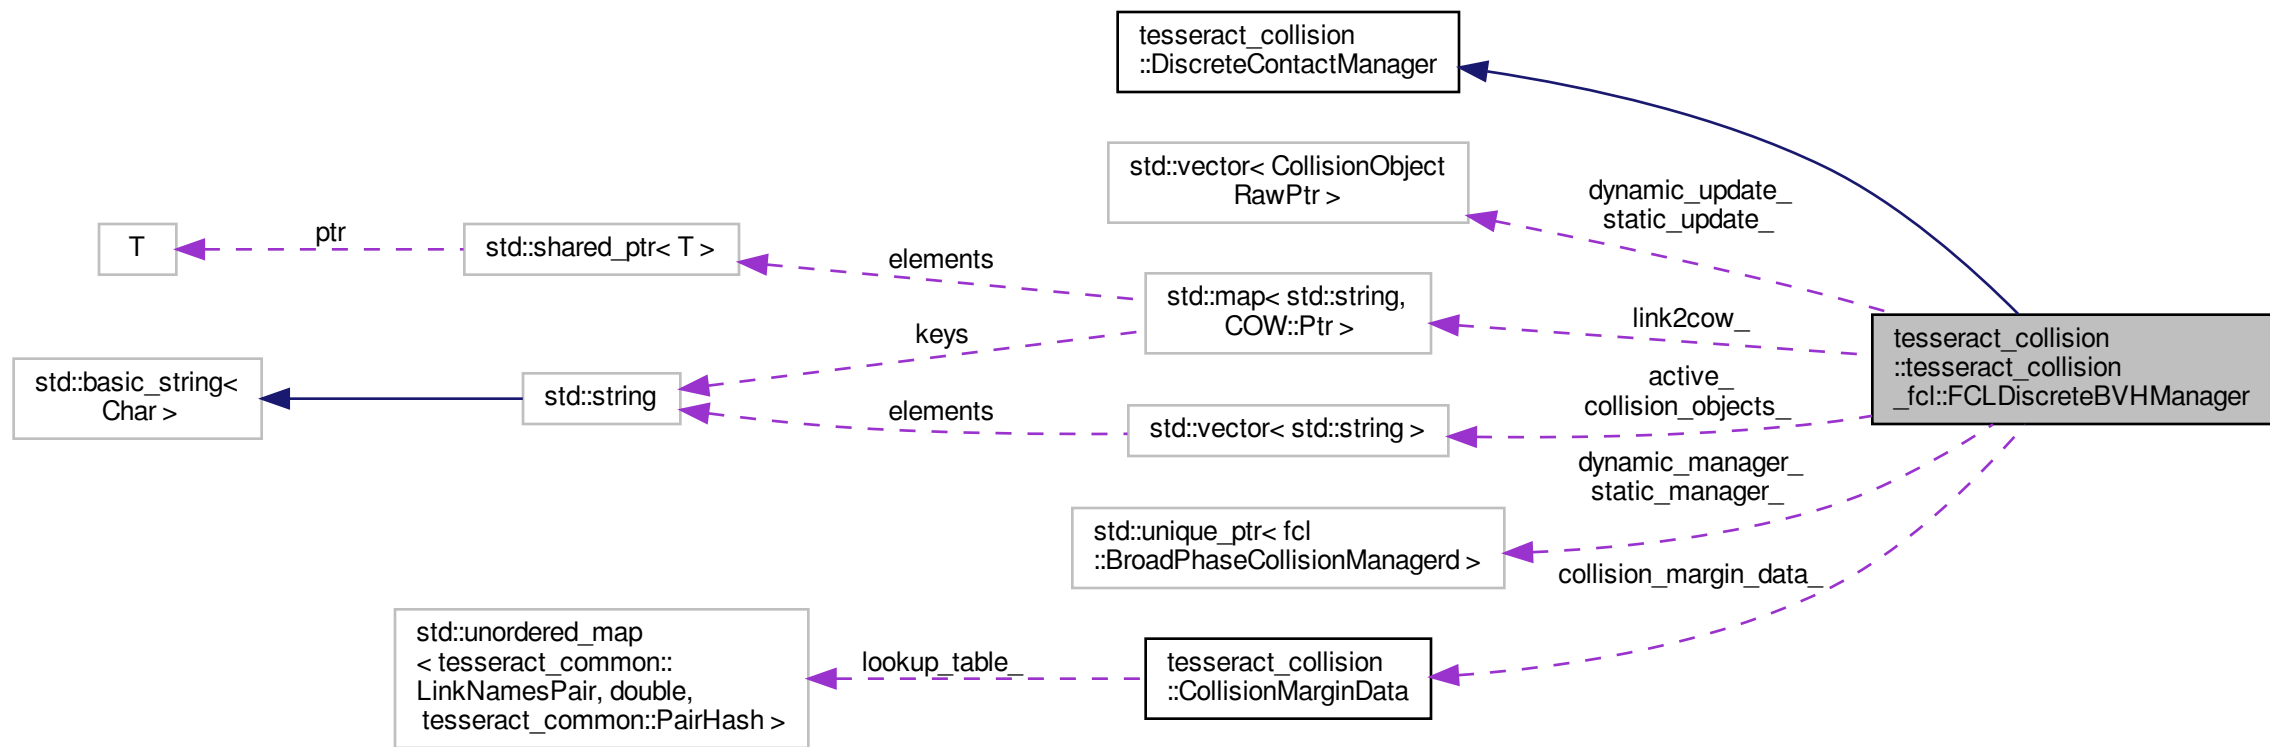 tesseract_collision
::DiscreteContactManager
std::vector< CollisionObject
RawPtr >
dynamic_update_
static_update_
T
ptr
std::shared_ptr< T >
elements
std::map< std::string,
COW::Ptr >
link2cow_
tesseract_collision
::tesseract_collision
_fcl::FCLDiscreteBVHManager
keys
std::basic_string<
Char >
std::string
elements
std::vector< std::string >
active_
collision_objects_
dynamic_manager_
static_manager_
std::unique_ptr< fcl
::BroadPhaseCollisionManagerd >
collision_margin_data_
std::unordered_map
< tesseract_common::
LinkNamesPair, double,
tesseract_common::PairHash >
lookup_table_
tesseract_collision
::CollisionMarginData